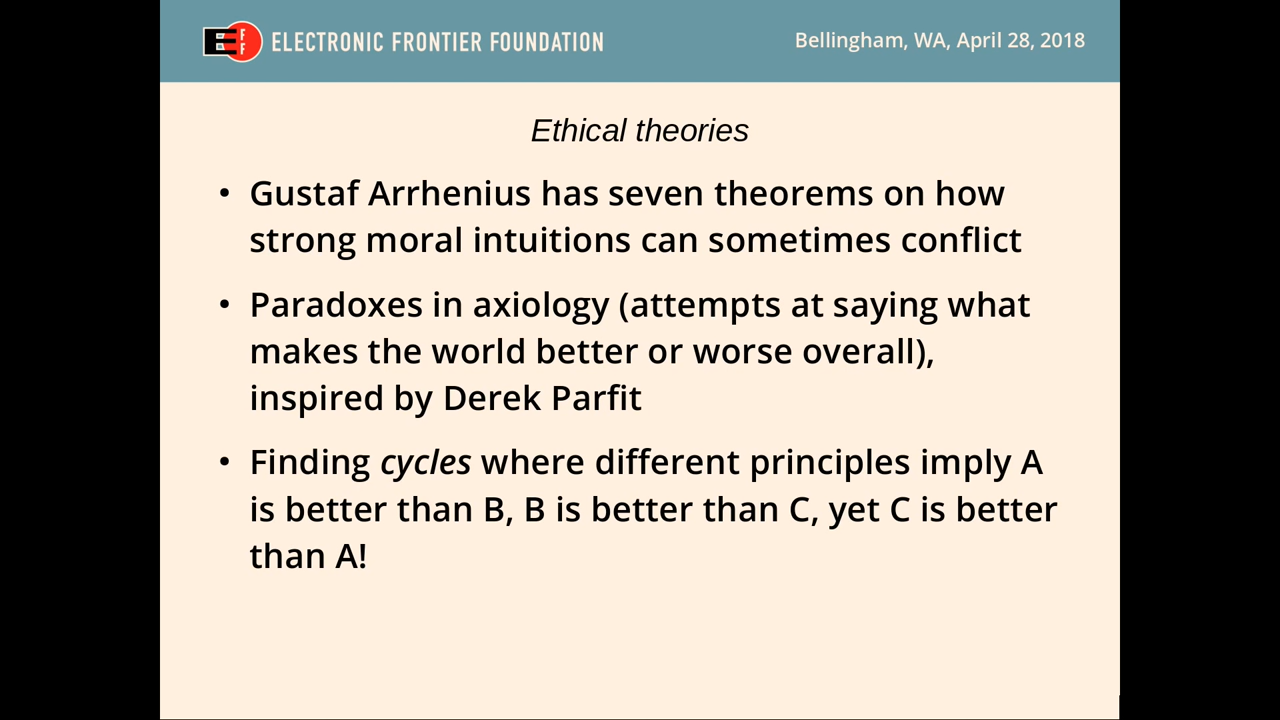 EFF ELECTRONIC FRONTIER FOUNDATION
Bellingham, WA, April 28, 2018
Ethical theories
• Gustaf Arrhenius has seven theorems on how
strong moral intuitions can sometimes conflict
• Paradoxes in axiology (attempts at saying what
makes the world better or worse overall),
inspired by Derek Parfit
• Finding cycles where different principles imply A
is better than B, B is better than C, yet C is better
than A!